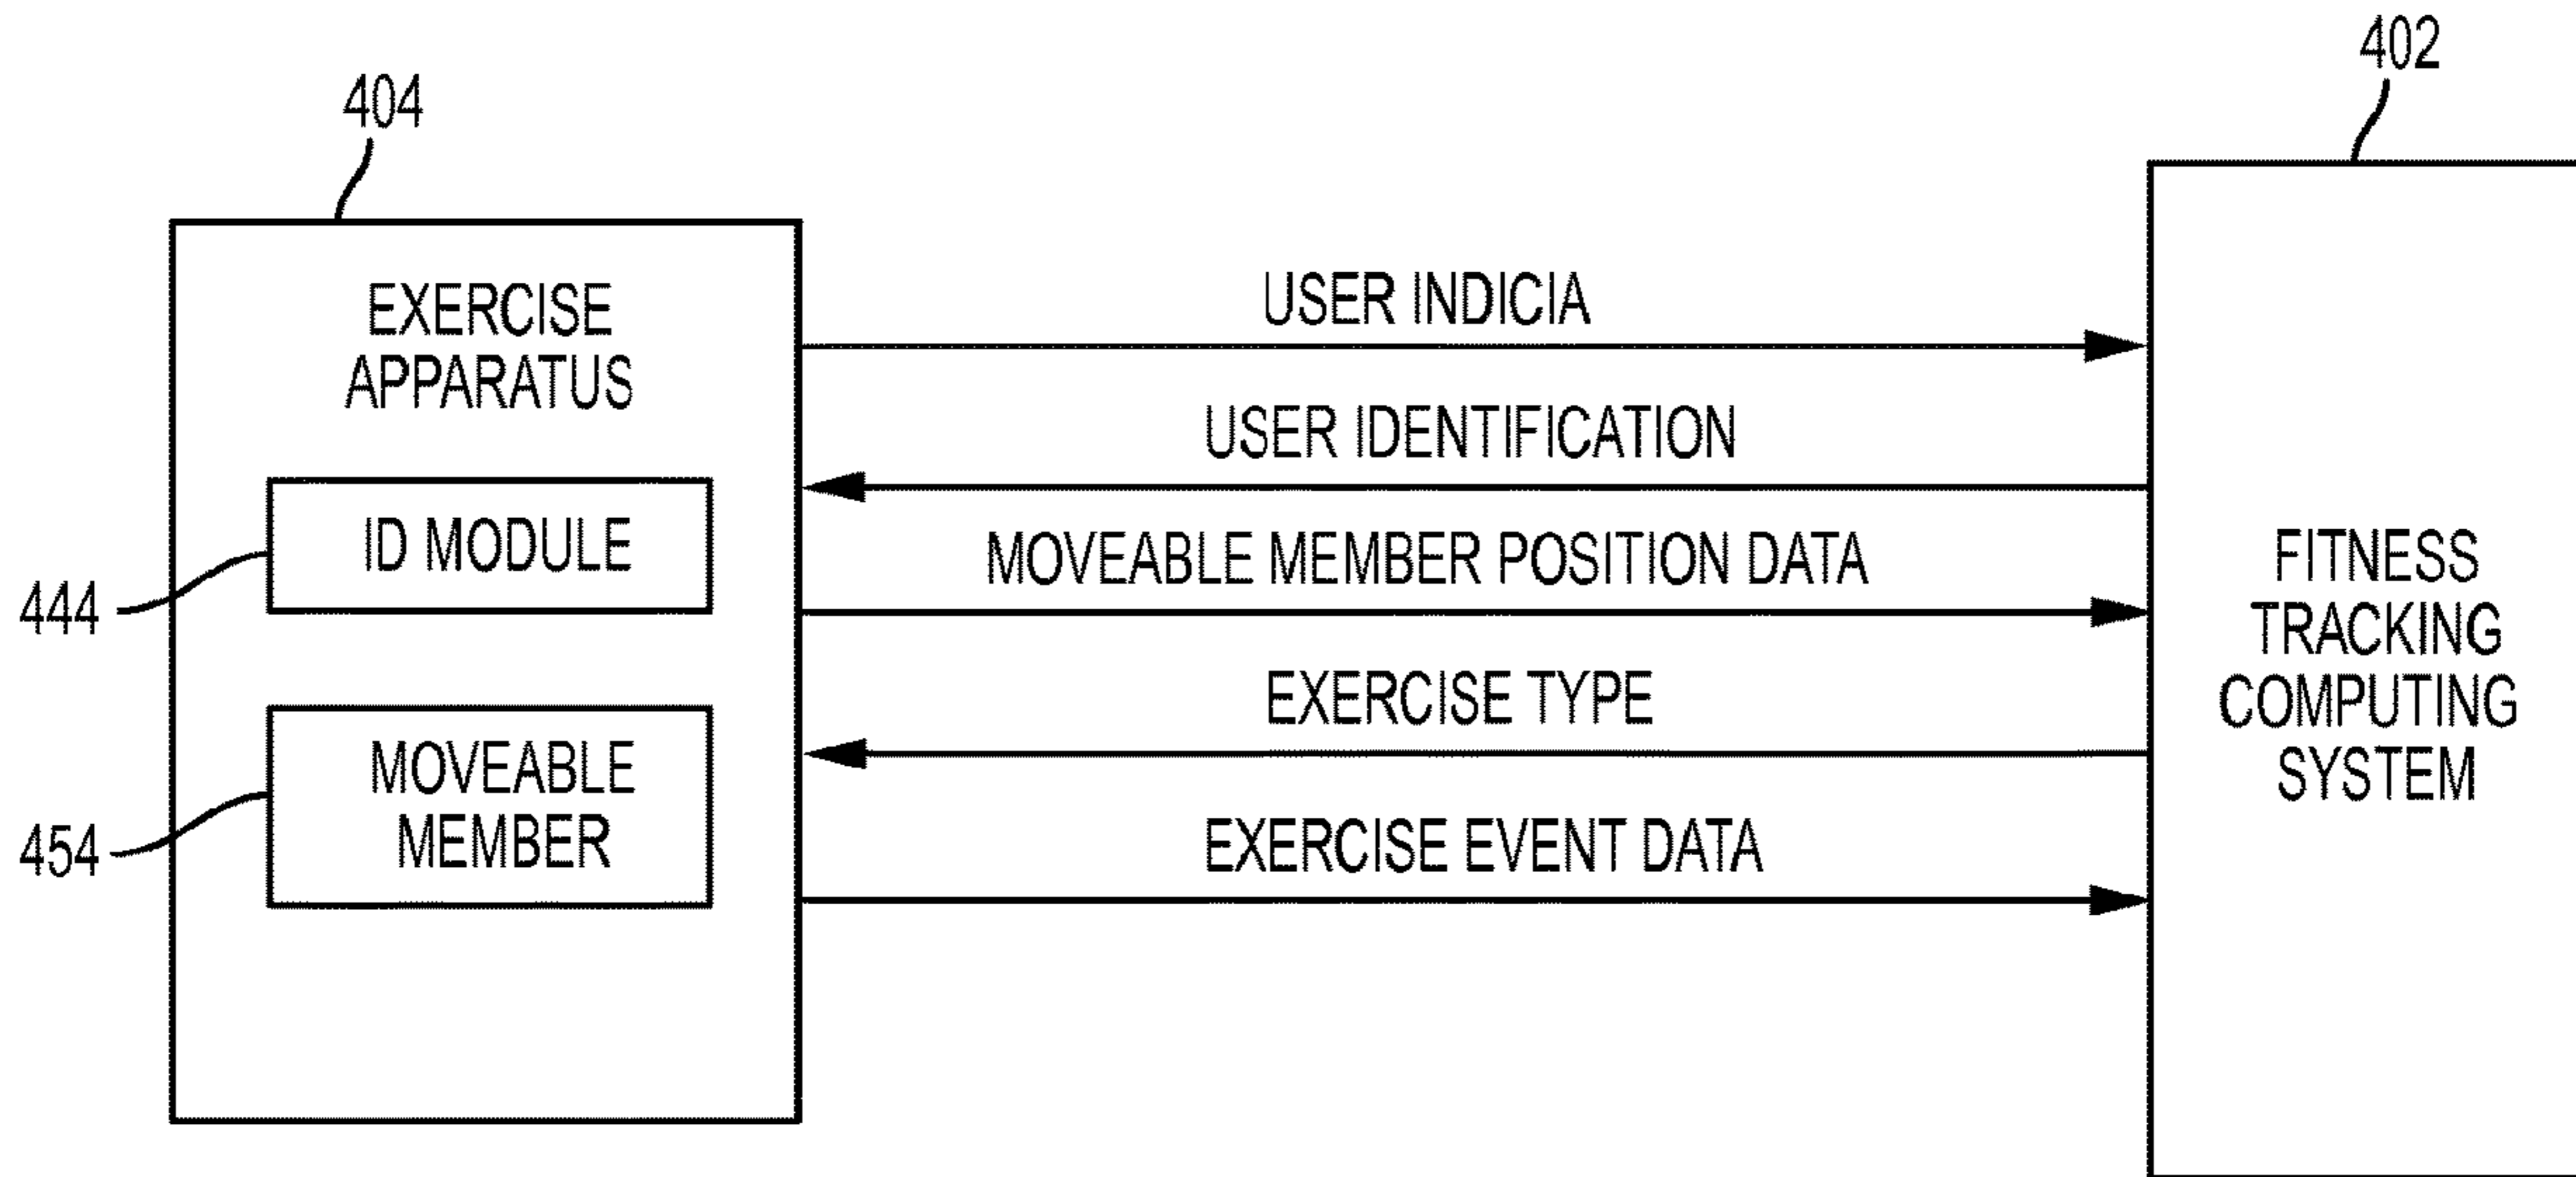 402
404
EXERCISE
APPARATUS
USER INDICIA
USER IDENTIFICATION
ID MODULE
MOVEABLE MEMBER POSITION DATA
444
FITNESS
TRACKING
COMPUTING
SYSTEM
EXERCISE TYPE
MOVEABLE
MEMBER
EXERCISE EVENT DATA
454